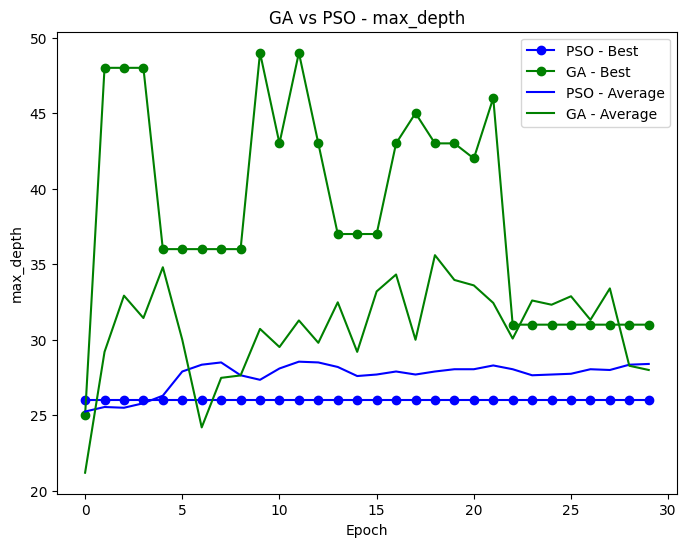 GA vs PSO - max_depth
50
45
40
35
30
25
20
max_depth
0
5
10
15
20
25
30
Epoch
PSO - Best
GA - Best
PSO - Average
GA - Average